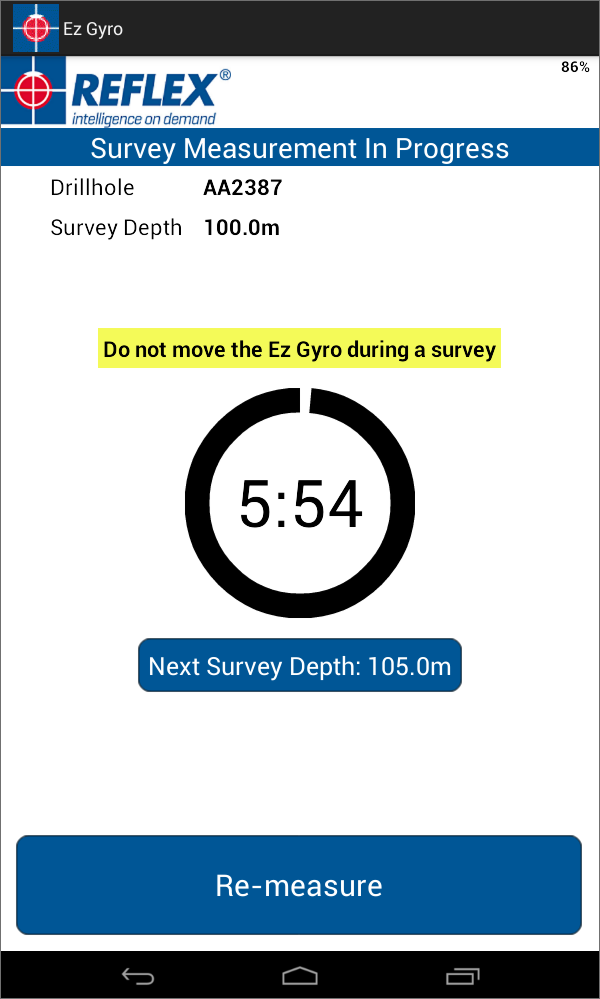 Ez Gyro
86%
REFLEX®
intelligence on demand
Survey Measurement In Progress
Drillhole AA2387
Survey Depth 100.0m
Do not move the Ez Gyro during a survey
5:54
Next Survey Depth: 105.0m
Re-measure